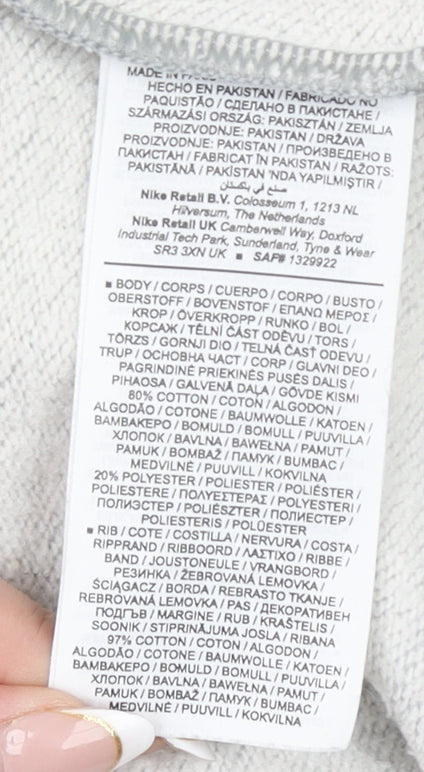 MADE IN
HECHO EN PAKISTAN / FABRICADO NO
PAQUISTÃO / СДЕЛАНО В ПАКИСТАНЕ /
SZÁRMAZÁSI ORSZÁG: PAKISZTÁN / ZEMLJA
PROIZVODNJE: PAKISTAN / DRŽAVA
PROIZVODNJE: PAKISTAN / ПРОИЗВЕДЕНО В
ПАКИСТАН / FABRICAT ÎN PAKISTAN / RAŽOTS:
PAKISTĀNĀ / PAKİSTAN 'NDA YAPILMIŞTIR /
صنع في باكستان
Nike Retail B.V. Colosseum 1, 1213 NL
Hilversum, The Netherlands
Nike Retail UK Camberwell Way, Doxford
Industrial Tech Park, Sunderland, Tyne & Wear
SR3 3XN UK ■ SAF# 1329922
■ BODY / CORPS / CUERPO / CORPO / BUSTO /
OBERSTOFF / BOVENSTOF / ΕΠΑΝΩ ΜΕΡΟΣ /
KROP / ÖVERKROPP / RUNKO / BOL /
КОРСАЖ / TĚLNÍ ČÁST ODĚVU / TORS /
TÖRZS / GORNJI DIO / TELNÁ ČASŤ ODEVU /
TRUP / ОСНОВНА ЧАСТ / CORP / GLAVNI DEO /
PAGRINDINĖ PRIEKINĖS PUSĖS DALIS /
PIHAOSA / GALVENĀ DAĻA / GÖVDE KISMI
80% COTTON / COTON / ALGODON /
ALGODÃO / COTONE / BAUMWOLLE / KATOEN /
ΒΑΜΒΑΚΕΡΟ / BOMULD / BOMULL / PUUVILLA /
ХЛОПОК / BAVLNA / BAWEŁNA / PAMUT /
PAMUK / BOMBAŽ / ПАМУК / BUMBAC /
MEDVILNĖ / PUUVILL / KOKVILNA
20% POLYESTER / POLIESTER / POLIÉSTER /
POLIESTERE / ΠΟΛΥΕΣΤΕΡΑΣ / POLYESTERI /
ПОЛИЭСТЕР / POLIÉSZTER / ПОЛИЕСТЕР /
POLIESTERIS / POLÜESTER
■ RIB / COTE / COSTILLA / NERVURA / COSTA /
RIPPRAND / RIBBOORD / ΛΑΣΤΙΧΟ / RIBBE /
BAND / JOUSTONEULE / VRANGBORD /
РЕЗИНКА / ŽEBROVANÁ LEMOVKA /
ŚCIĄGACZ / BORDA / REBRASTO TKANJE /
REBROVANÁ LEMOVKA / PAS / ДЕКОРАТИВЕН
ПОДГЪВ / MARGINE / RUB / KRAŠTELIS /
SOONIK / STIPRINĀJUMA JOSLA / RIBANA
97% COTTON / COTON / ALGODON /
ALGODÃO / COTONE / BAUMWOLLE / KATOEN /
ΒΑΜΒΑΚΕΡΟ / BOMULD / BOMULL / PUUVILLA /
ХЛОПОК / BAVLNA / BAWEŁNA / PAMUT /
PAMUK / BOMBAŽ / ПАМУК / BUMBAC /
MEDVILNĖ / PUUVILL / KOKVILNA